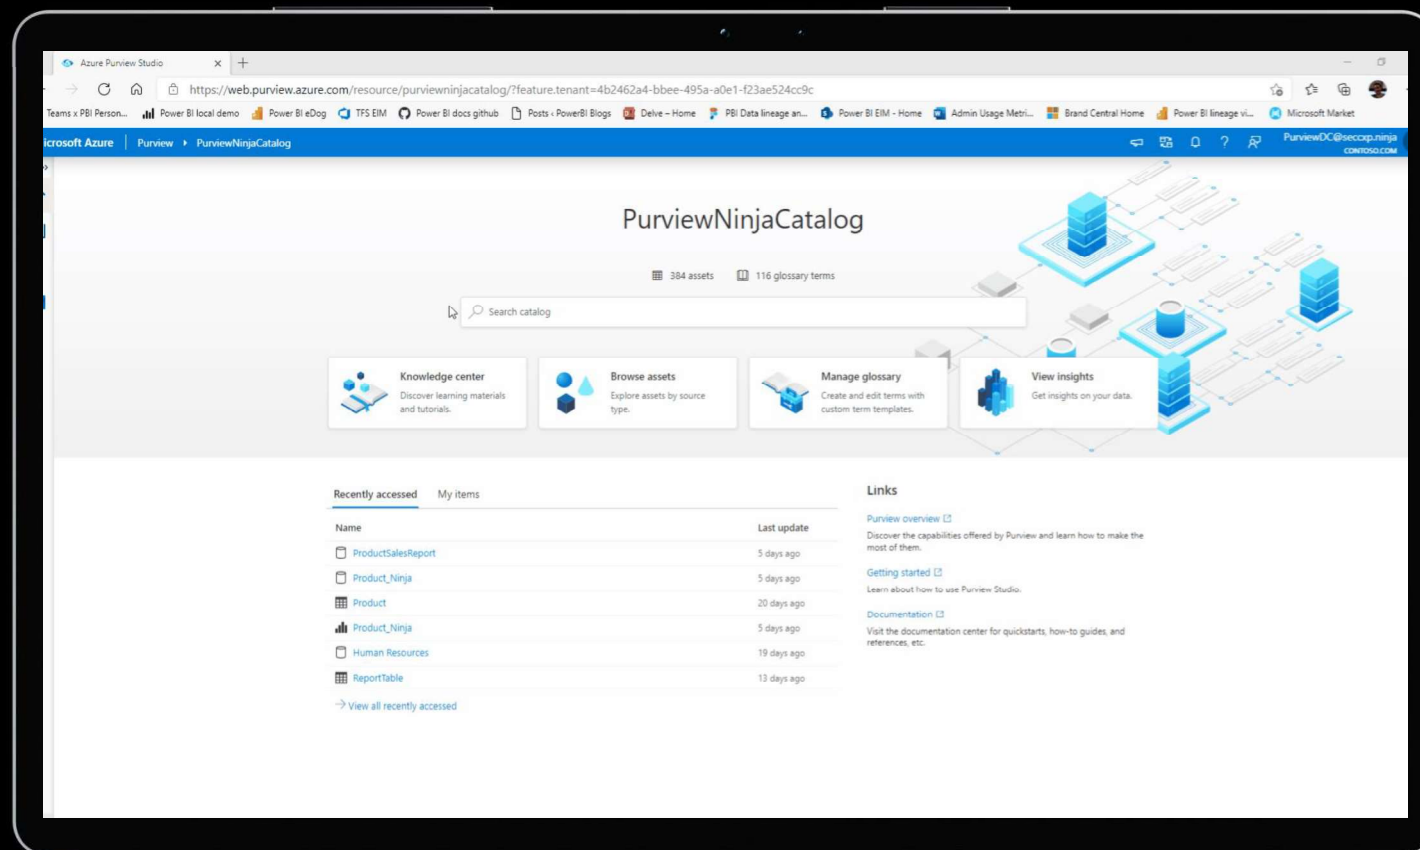 Azure Purview Studio
https://web.purview.azure.com/resource/purviewninjacatalog/?feature.tenant=4b2462a4-bbee-495a-a0e1-f23ae524cc9c
Teams x PBI Person... Power BI local demo Power BI eDog TFS EIM Power BI docs github Posts ‹ PowerBI Blogs Delve – Home PBI Data lineage an... Power BI EIM - Home Admin Usage Metri... Brand Central Home Power BI lineage vi... Microsoft Market
icrosoft Azure Purview PurviewNinjaCatalog PurviewDC@seccxp.ninja
CONTOSO.COM
PurviewNinjaCatalog
384 assets 116 glossary terms
Search catalog
Knowledge center
Discover learning materials
and tutorials.
Browse assets
Explore assets by source
type.
Manage glossary
Create and edit terms with
custom term templates.
View insights
Get insights on your data.
Recently accessed My items
Name Last update
ProductSalesReport 5 days ago
Product_Ninja 5 days ago
Product 20 days ago
Product_Ninja 5 days ago
Human Resources 19 days ago
ReportTable 13 days ago
View all recently accessed
Links
Purview overview
Discover the capabilities offered by Purview and learn how to make the
most of them.
Getting started
Learn about how to use Purview Studio.
Documentation
Visit the documentation center for quickstarts, how-to guides, and
references, etc.